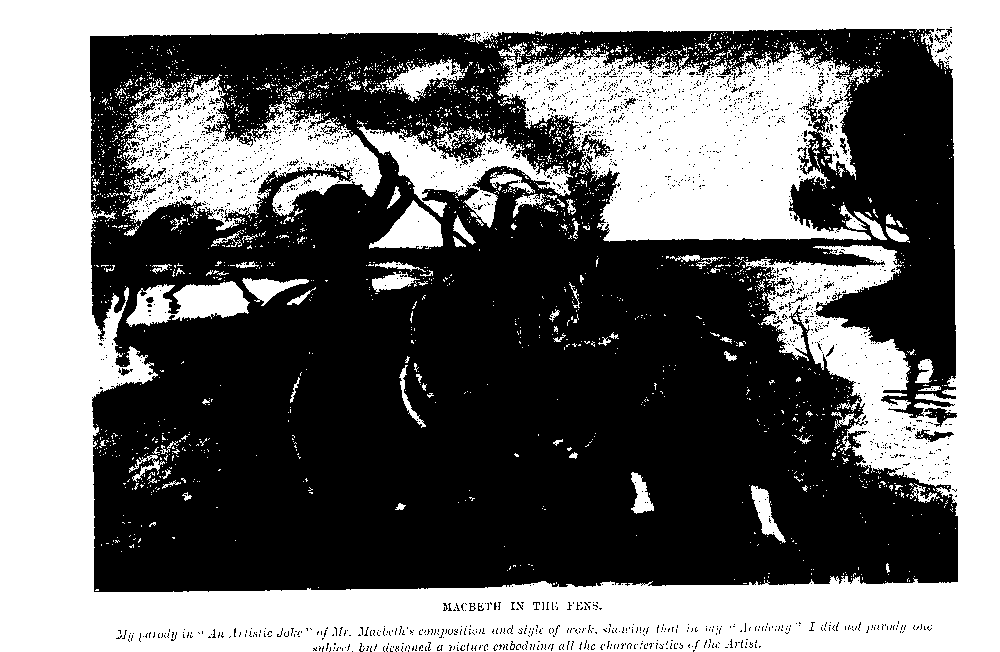 MACBETH IN THE FENS.
My parody in "An Artistic Joke" of Mr. Macbeth's composition and style of work, showing that in my "Academy" I did not parody one
subject, but designed a picture embodying all the characteristics of the Artist.